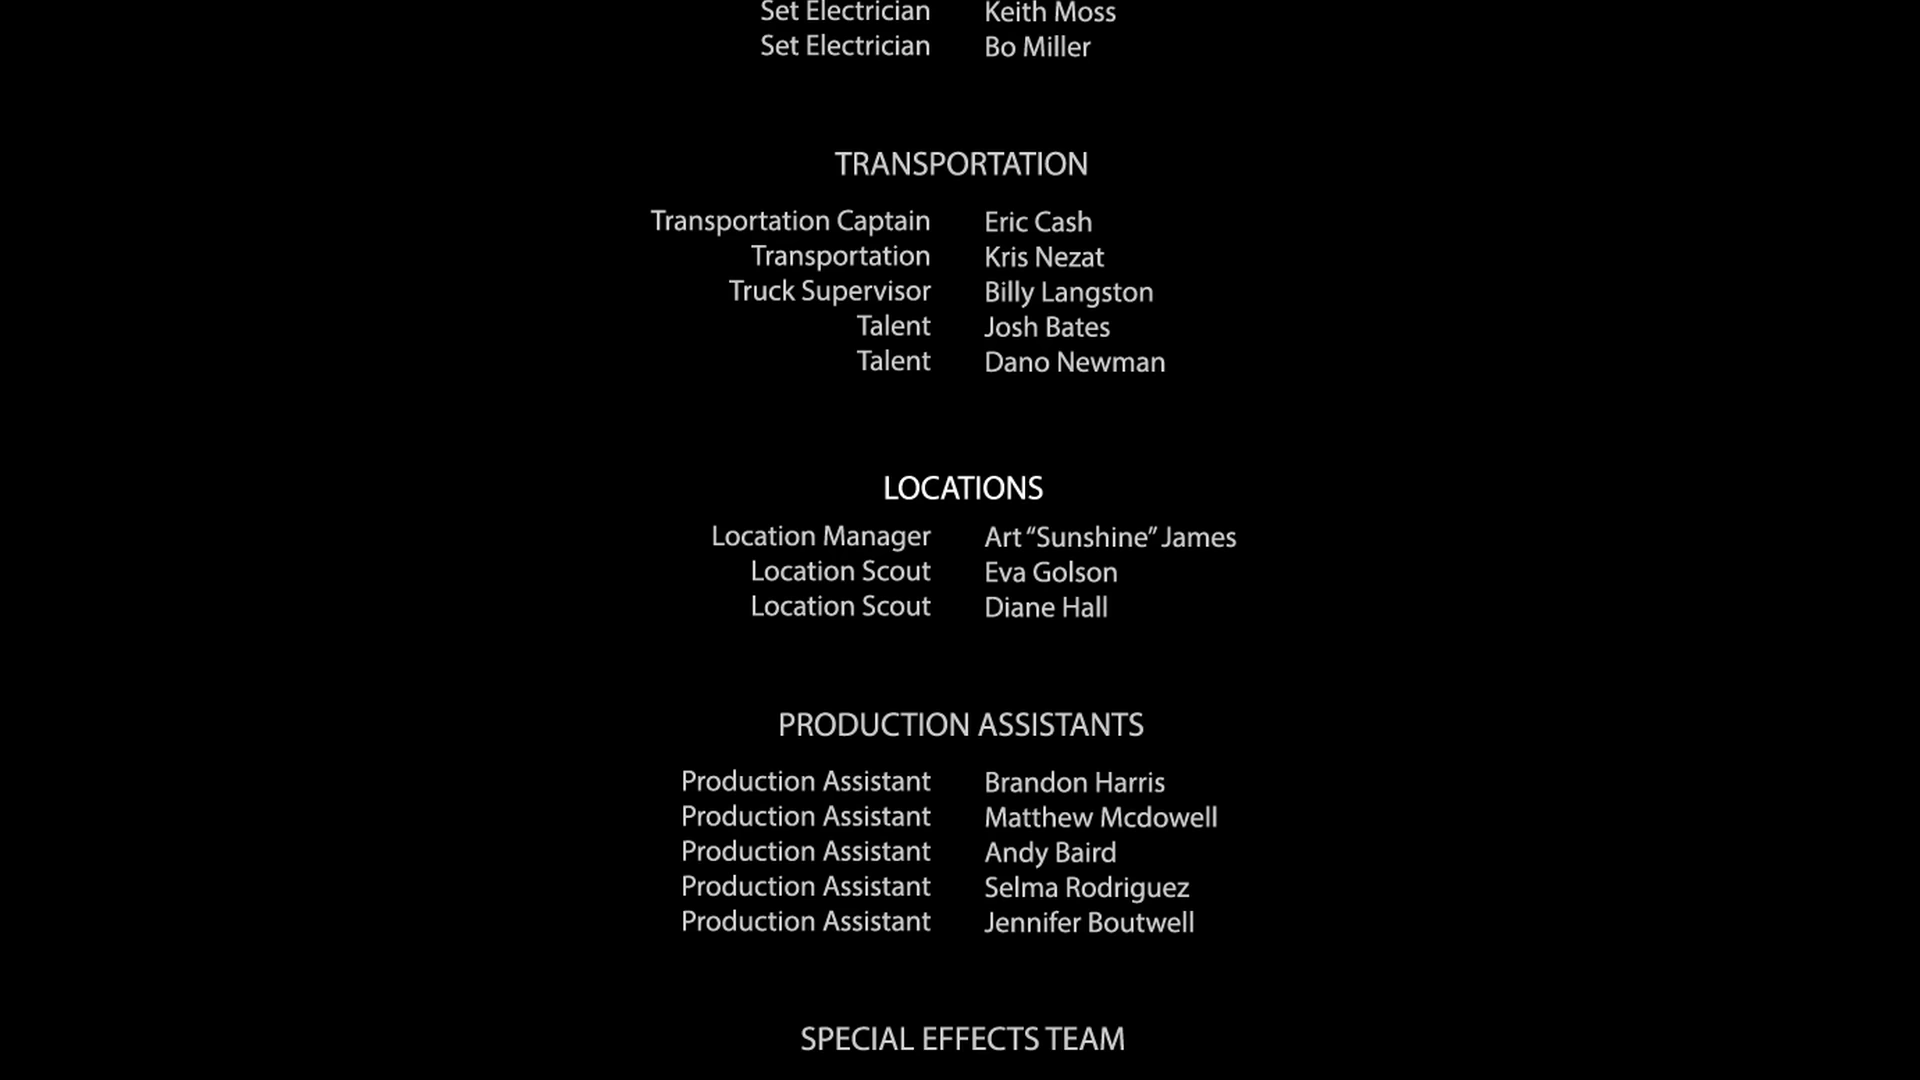 Set Electrician Keith Moss
Set Electrician Bo Miller
TRANSPORTATION
Transportation Captain Eric Cash
Transportation Kris Nezat
Truck Supervisor Billy Langston
Talent Josh Bates
Talent Dano Newman
LOCATIONS
Location Manager Art “Sunshine” James
Location Scout Eva Golson
Location Scout Diane Hall
PRODUCTION ASSISTANTS
Production Assistant Brandon Harris
Production Assistant Matthew Mcdowell
Production Assistant Andy Baird
Production Assistant Selma Rodriguez
Production Assistant Jennifer Boutwell
SPECIAL EFFECTS TEAM